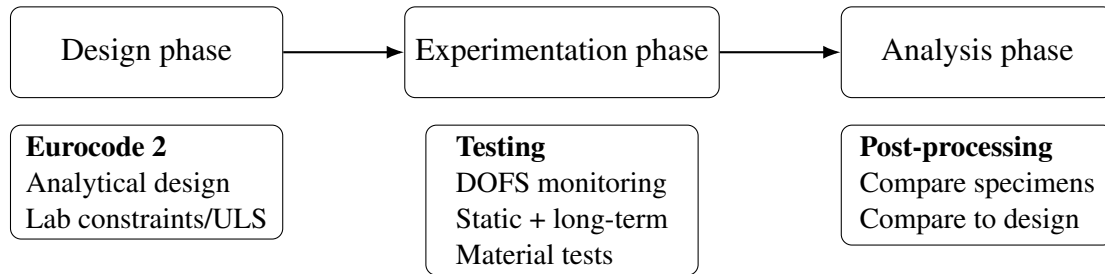 Design phase
Experimentation phase
Analysis phase
Eurocode 2
Analytical design
Lab constraints/ULS
Testing
DOFS monitoring
Static + long-term
Material tests
Post-processing
Compare specimens
Compare to design